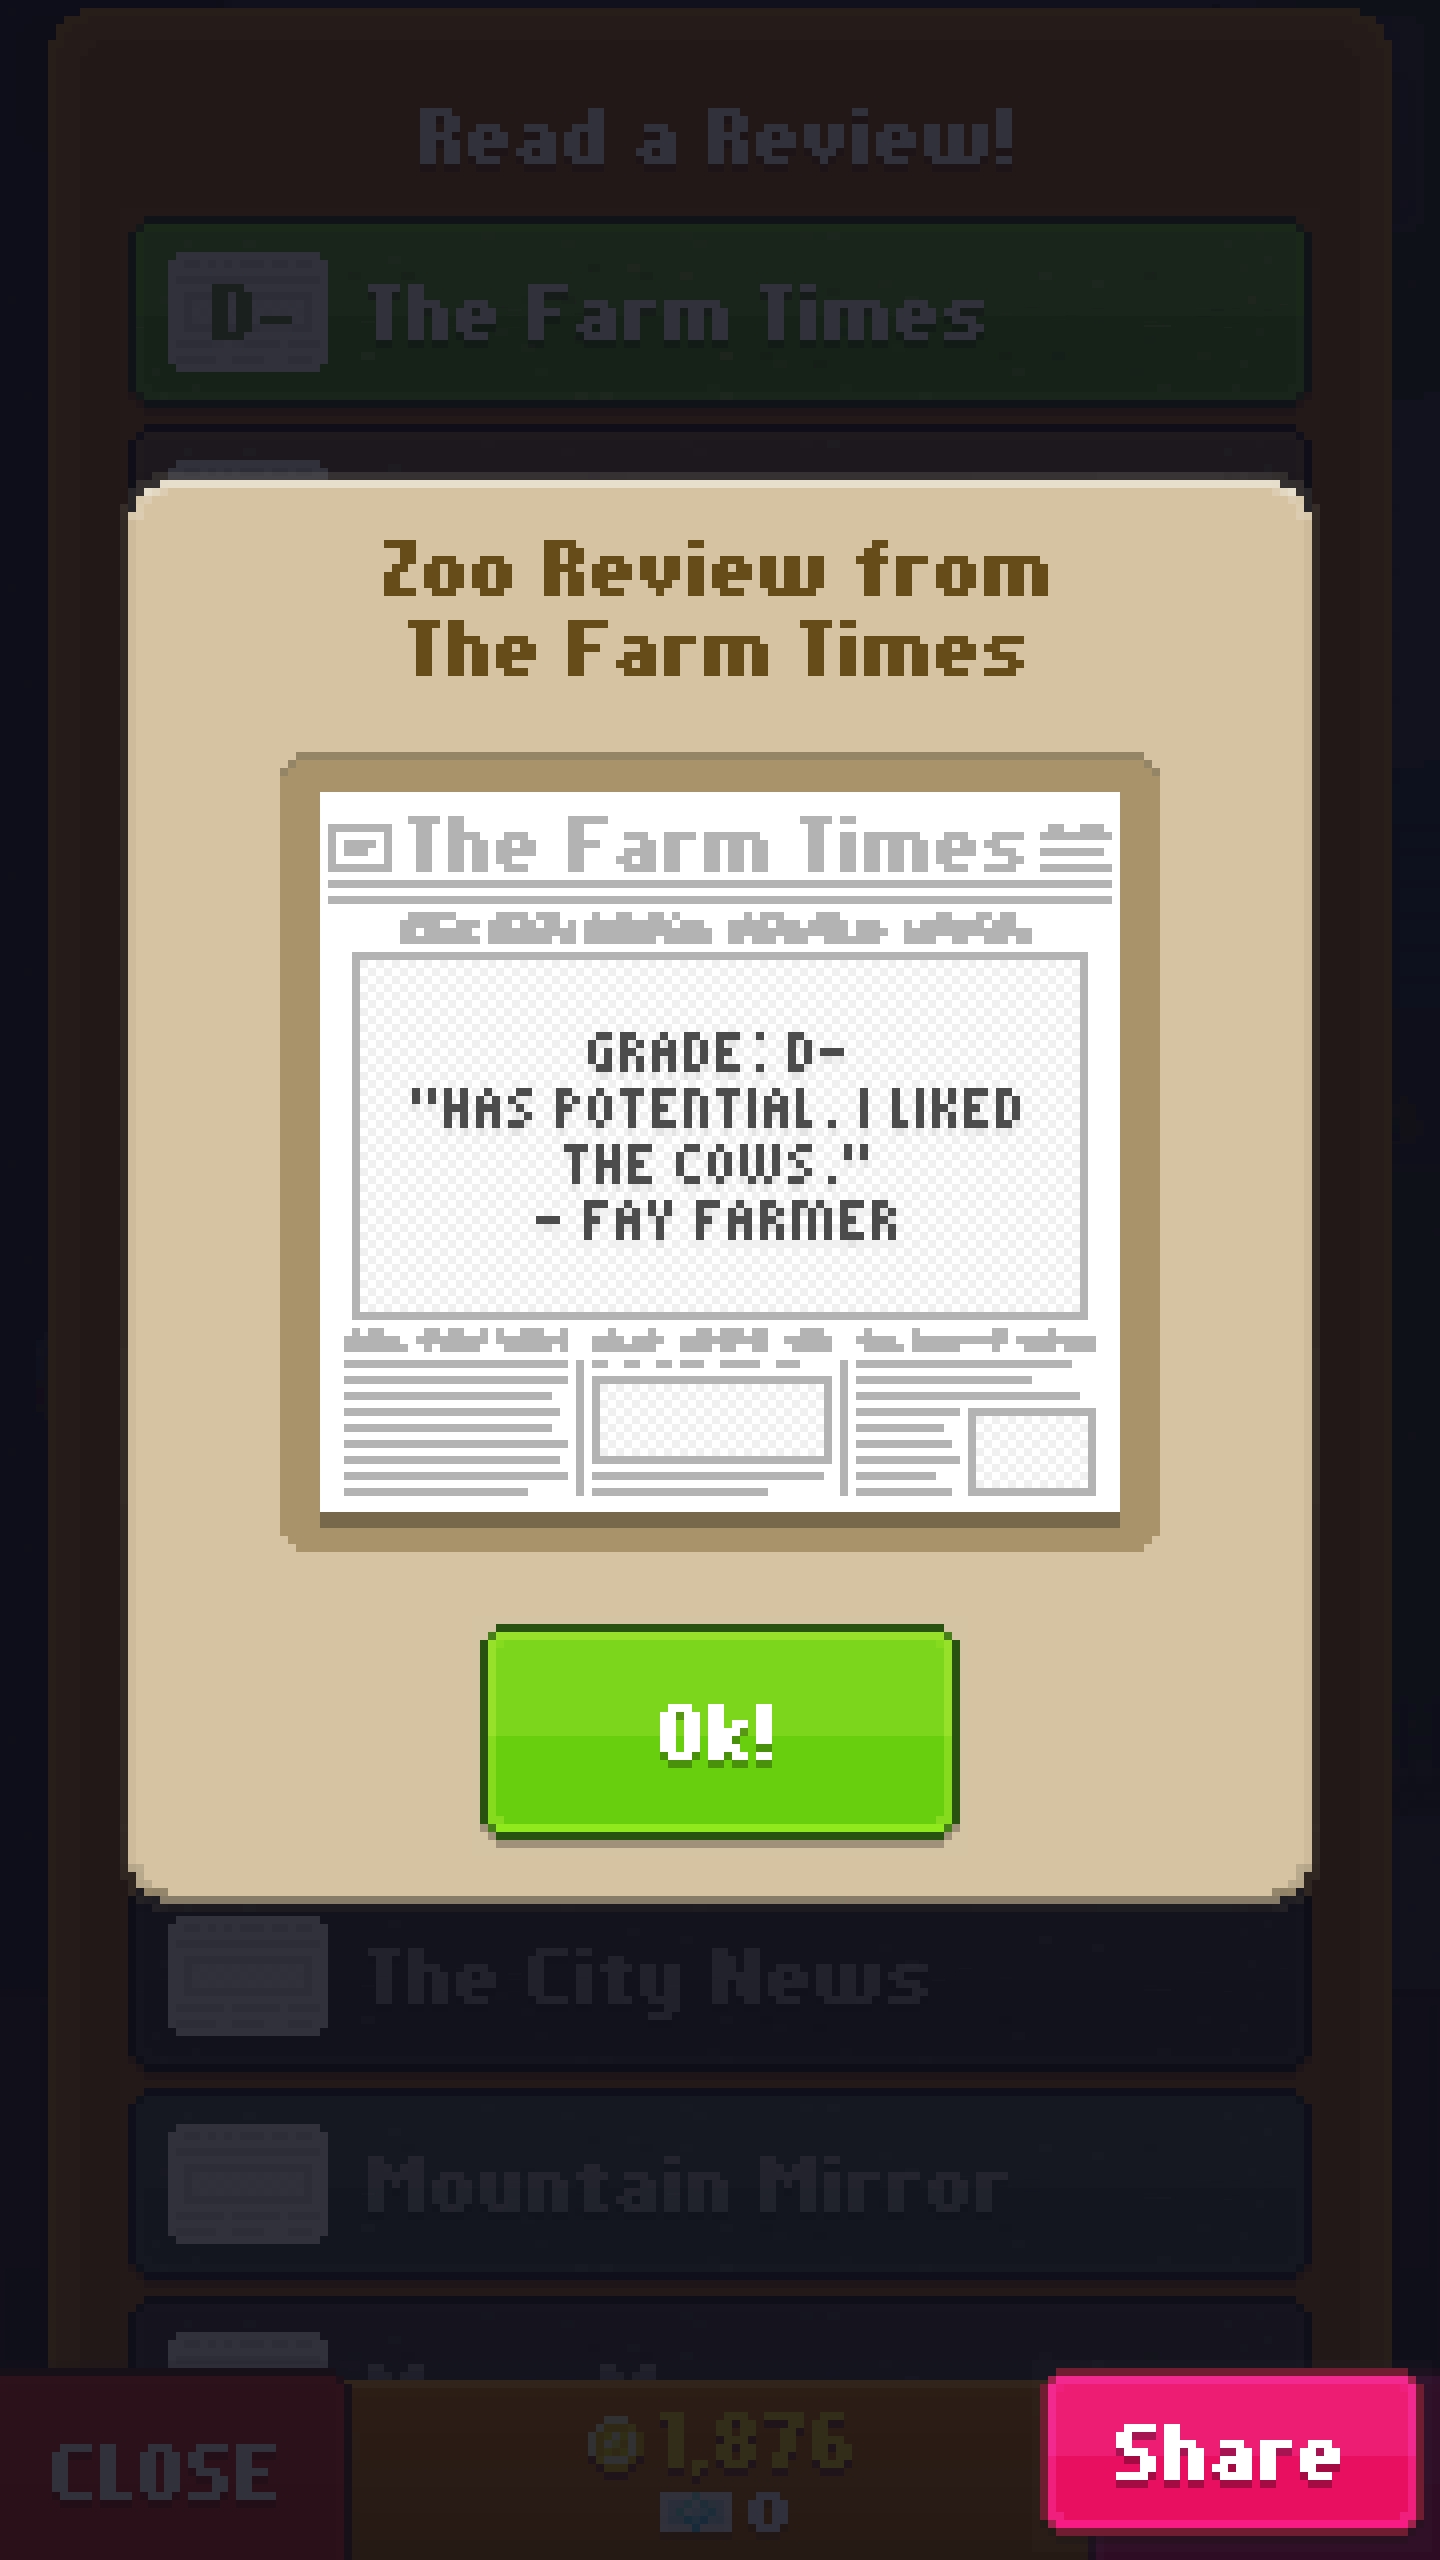 Read a Review!
D-
The Farm Times
Zoo Review from
The Farm Times
The Farm Times
GRADE: D-
"HAS POTENTIAL. I LIKED
THE COWS."
- FAY FARMER
Ok!
The City News
Mountain Mirror
CLOSE
1,876
0
Share